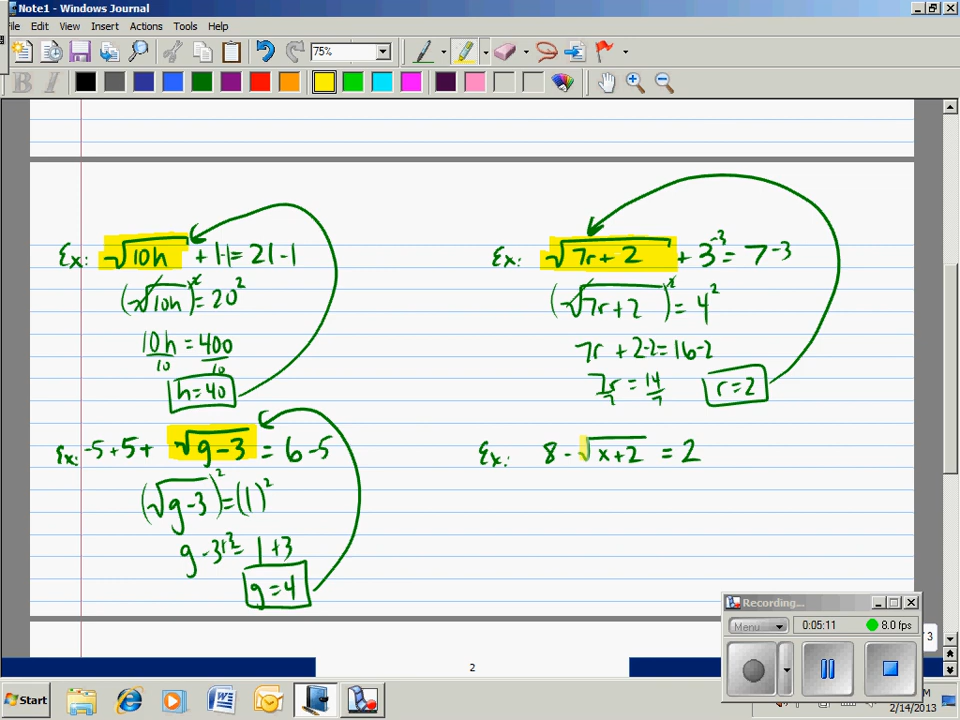 Note1 - Windows Journal
File Edit View Insert Actions Tools Help
75%
B I
Ex: √10h + 1-1 = 21-1
(√10h)² = 20²
10h = 400
10 10
h = 40
Ex: √7r+2 + 3⁻³ = 7-3
(√7r+2)² = 4²
7r + 2-2 = 16-2
7r = 14
7 7
r = 2
Ex: -5 + 5 + √g-3 = 6-5
(√g-3)² = (1)²
g - 3+3 = 1+3
g = 4
Ex: 8 - √x+2 = 2
Recording...
Menu 0:05:11 8.0 fps
2
Start
2/14/2013